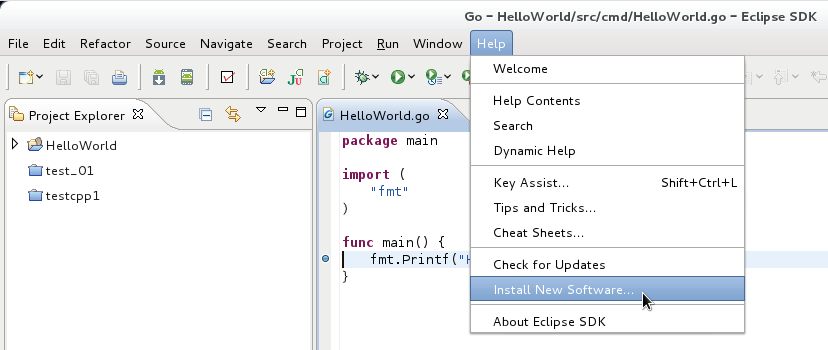 Go – HelloWorld/src/cmd/HelloWorld.go – Eclipse SDK
File Edit Refactor Navigate Search Project Run Window Help
Welcome
Help Contents
Search
Dynamic Help
Key Assist... Shift+Ctrl+L
Tips and Tricks...
Cheat Sheets...
Check for Updates
Install New Software...
About Eclipse SDK
Project Explorer
HelloWorld
test_01
testcpp1
HelloWorld.go
package main
import (
"fmt"
)
func main() {
fmt.Printf("
}